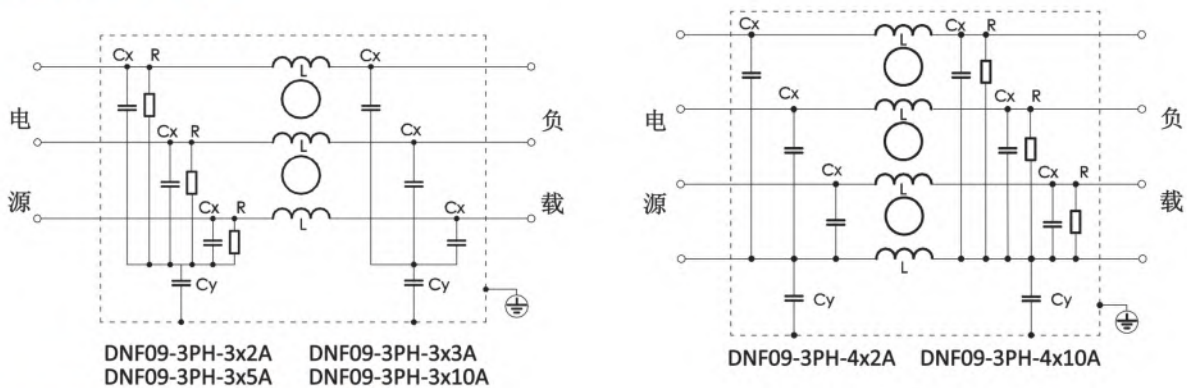 Cx R
L
Cx
电 负
Cx R
L
Cx
源 载
Cx R
L
Cx
Cy
Cy
DNF09-3PH-3x2A DNF09-3PH-3x3A
DNF09-3PH-3x5A DNF09-3PH-3x10A
Cx
L
Cx R
电 负
Cx
L
Cx R
源 载
Cx
L
Cx R
L
Cy
Cy
DNF09-3PH-4x2A DNF09-3PH-4x10A